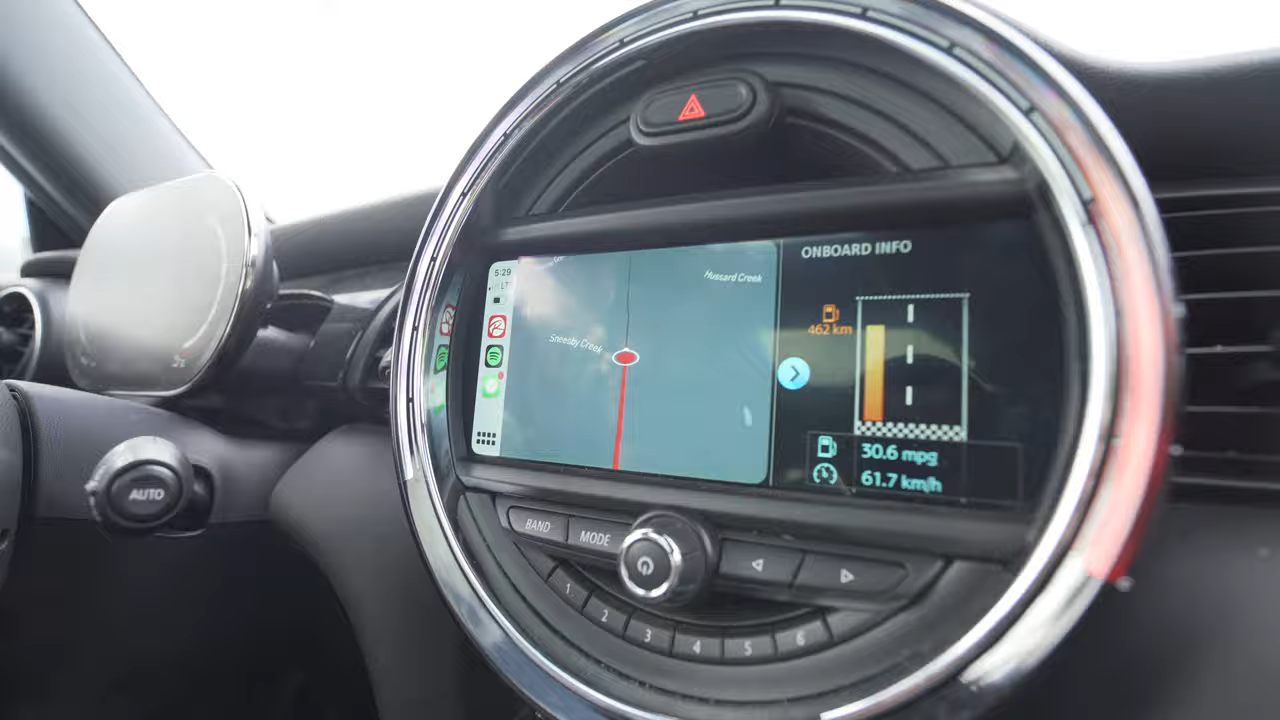 5:29
LT
Hussard Creek
Sneesby Creek
ONBOARD INFO
462 km
30.6 mpg
61.7 km/h
AUTO
BAND
MODE
1
2
3
4
5
6